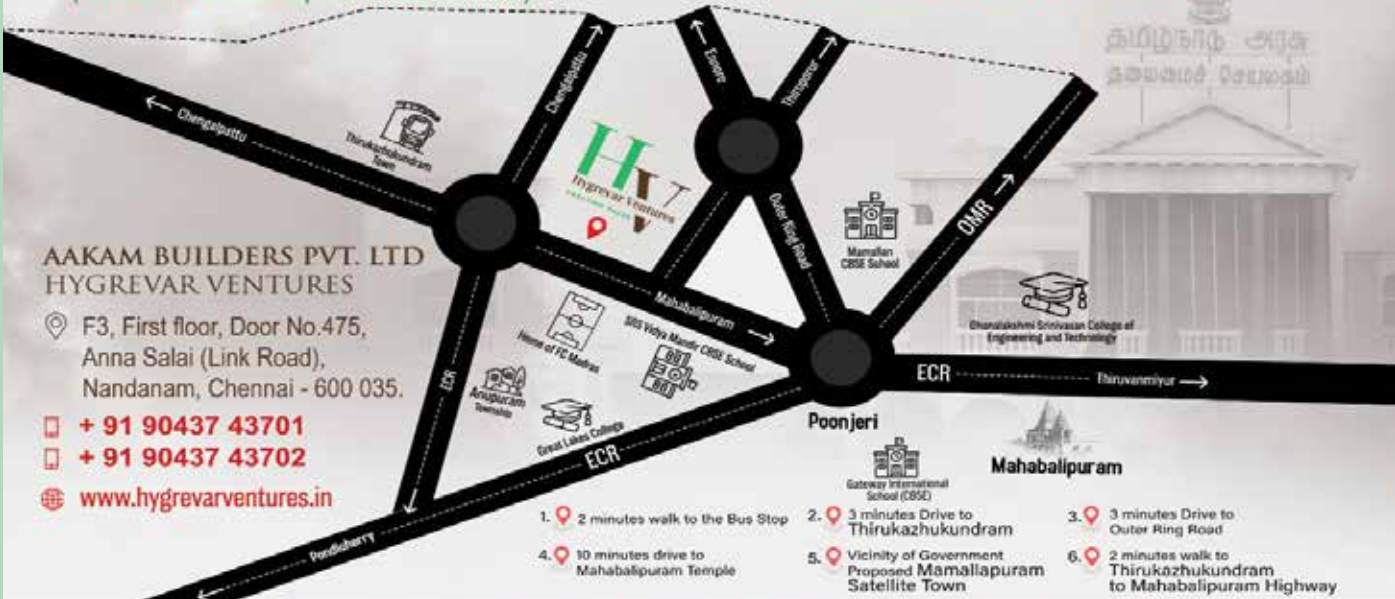 தமிழ்நாடு அரசு
தலைமைச் செயலகம்
Chengalpattu
Ennore
Thiruporur
Chengalpattu
Thirukazhukundram
Town
HV
Hygrevar Ventures
Outer Ring Road
Mamallan
CBSE School
OMR
AAKAM BUILDERS PVT. LTD
HYGREVAR VENTURES
F3, First floor, Door No.475,
Anna Salai (Link Road),
Nandanam, Chennai - 600 035.
+ 91 90437 43701
+ 91 90437 43702
www.hygrevarventures.in
Mahabalipuram
Home of FC Madras
SBS Vidya Mandir CBSE School
Dhanalakshmi Srinivasan College of
Engineering and Technology
ECR
Anupuram
Township
Great Lakes College
ECR
ECR
Thiruvanmiyur
Poonjeri
Mahabalipuram
Gateway International
School (CBSE)
Pondicherry
1. 2 minutes walk to the Bus Stop
2. 3 minutes Drive to
Thirukazhukundram
3. 3 minutes Drive to
Outer Ring Road
4. 10 minutes drive to
Mahabalipuram Temple
5. Vicinity of Government
Proposed Mamallapuram
Satellite Town
6. 2 minutes walk to
Thirukazhukundram
to Mahabalipuram Highway